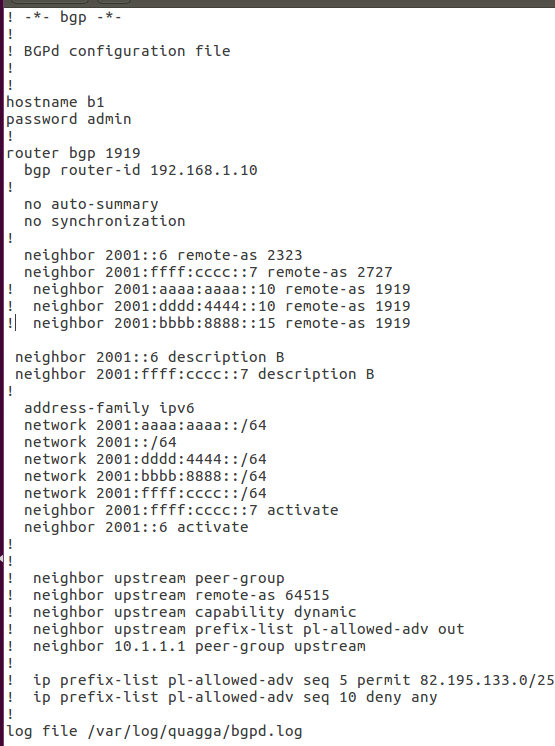 ! -*- bgp -*-
!
! BGPd configuration file
!
!
hostname b1
password admin
!
router bgp 1919
  bgp router-id 192.168.1.10
!
  no auto-summary
  no synchronization
!
  neighbor 2001::6 remote-as 2323
  neighbor 2001:ffff:cccc::7 remote-as 2727
!  neighbor 2001:aaaa:aaaa::10 remote-as 1919
!  neighbor 2001:dddd:4444::10 remote-as 1919
!  neighbor 2001:bbbb:8888::15 remote-as 1919

 neighbor 2001::6 description B
 neighbor 2001:ffff:cccc::7 description B
!
  address-family ipv6
  network 2001:aaaa:aaaa::/64
  network 2001::/64
  network 2001:dddd:4444::/64
  network 2001:bbbb:8888::/64
  network 2001:ffff:cccc::/64
  neighbor 2001:ffff:cccc::7 activate
  neighbor 2001::6 activate
!
!
!  neighbor upstream peer-group
!  neighbor upstream remote-as 64515
!  neighbor upstream capability dynamic
!  neighbor upstream prefix-list pl-allowed-adv out
!  neighbor 10.1.1.1 peer-group upstream
!
!  ip prefix-list pl-allowed-adv seq 5 permit 82.195.133.0/25
!  ip prefix-list pl-allowed-adv seq 10 deny any
!
log file /var/log/quagga/bgpd.log